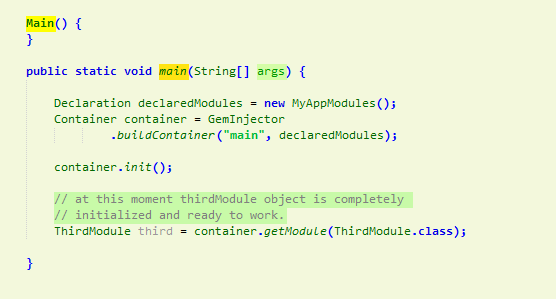 Main() {
}
public static void main(String[] args) {
Declaration declaredModules = new MyAppModules();
Container container = GemInjector
.buildContainer("main", declaredModules);
container.init();
// at this moment thirdModule object is completely
// initialized and ready to work.
ThirdModule third = container.getModule(ThirdModule.class);
}